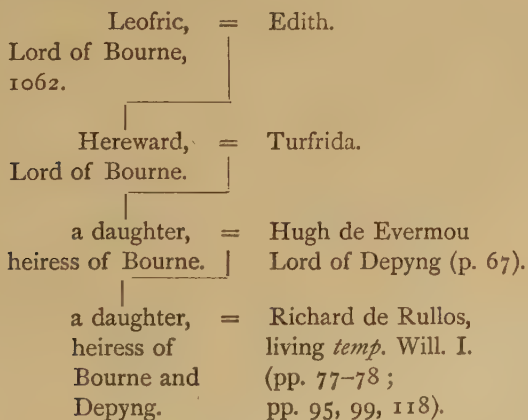 Leofric, = Edith.
Lord of Bourne,
1062.
Hereward, = Turfrida.
Lord of Bourne.
a daughter, = Hugh de Evermou
heiress of Bourne. Lord of Depyng (p. 67).
a daughter, = Richard de Rullos,
heiress of living temp. Will. I.
Bourne and (pp. 77–78 ;
Depyng. pp. 95, 99, 118).